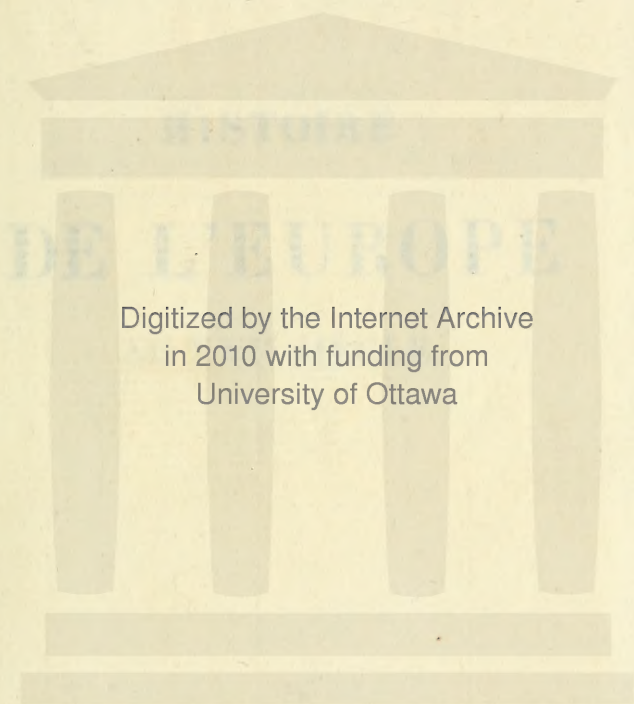 HISTOIRE
DE L'EUROPE
Digitized by the Internet Archive
in 2010 with funding from
University of Ottawa